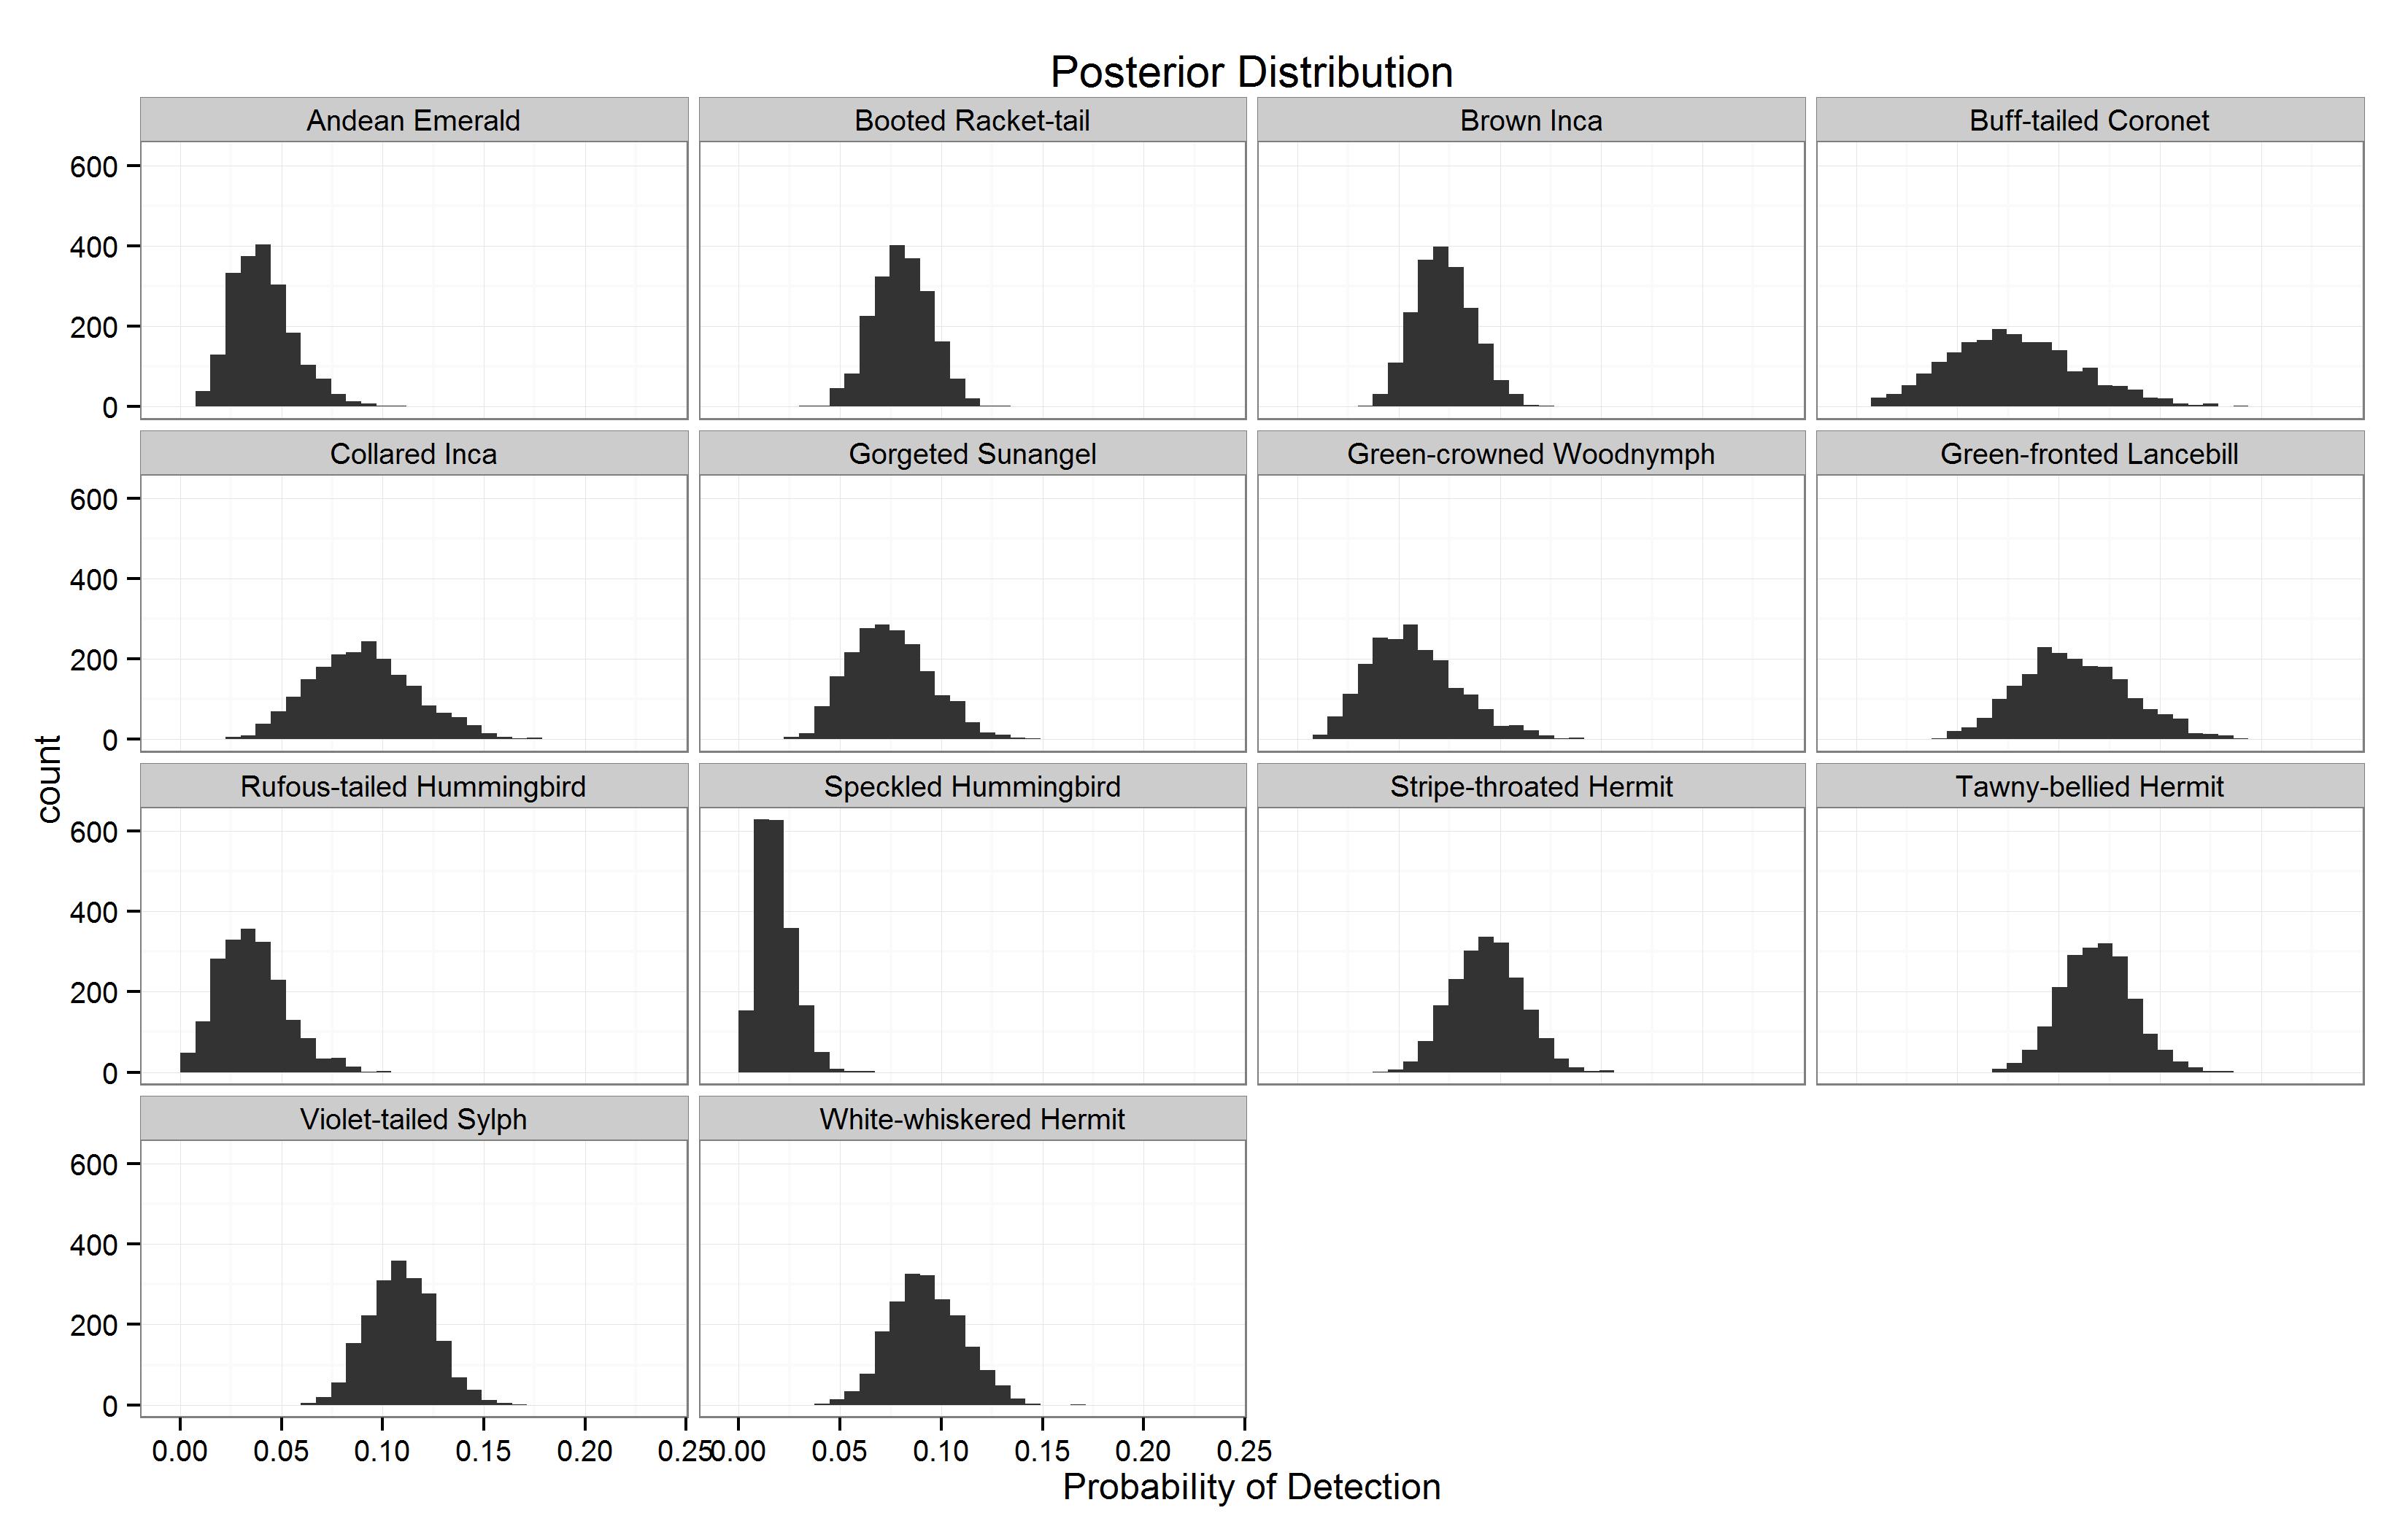 Posterior Distribution
Andean Emerald Booted Racket-tail Brown Inca Buff-tailed Coronet
600
400
200
0
Collared Inca Gorgeted Sunangel Green-crowned Woodnymph Green-fronted Lancebill
600
400
200
0
count
Rufous-tailed Hummingbird Speckled Hummingbird Stripe-throated Hermit Tawny-bellied Hermit
600
400
200
0
Violet-tailed Sylph White-whiskered Hermit
600
400
200
0
0.00 0.05 0.10 0.15 0.20 0.25 0.00 0.05 0.10 0.15 0.20 0.25
Probability of Detection